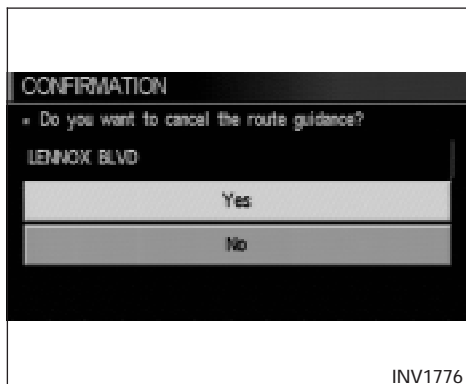 CONFIRMATION
- Do you want to cancel the route guidance?
LENNOX BLVD
Yes
No
INV1776